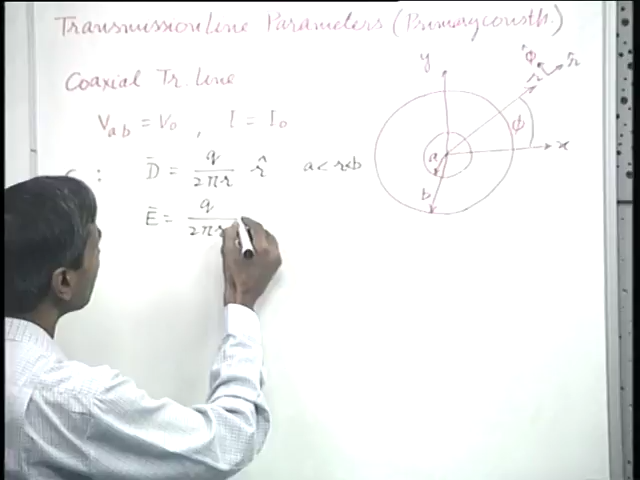 Transmission Line Parameters (Primary consts.)
Coaxial Tr. Line
V_ab = V_0 , I = I_0
C : D̄ = q / 2πr r̂ a < r < b
Ē = q / 2πr
y
φ̂
r̂
r
φ
x
a
b